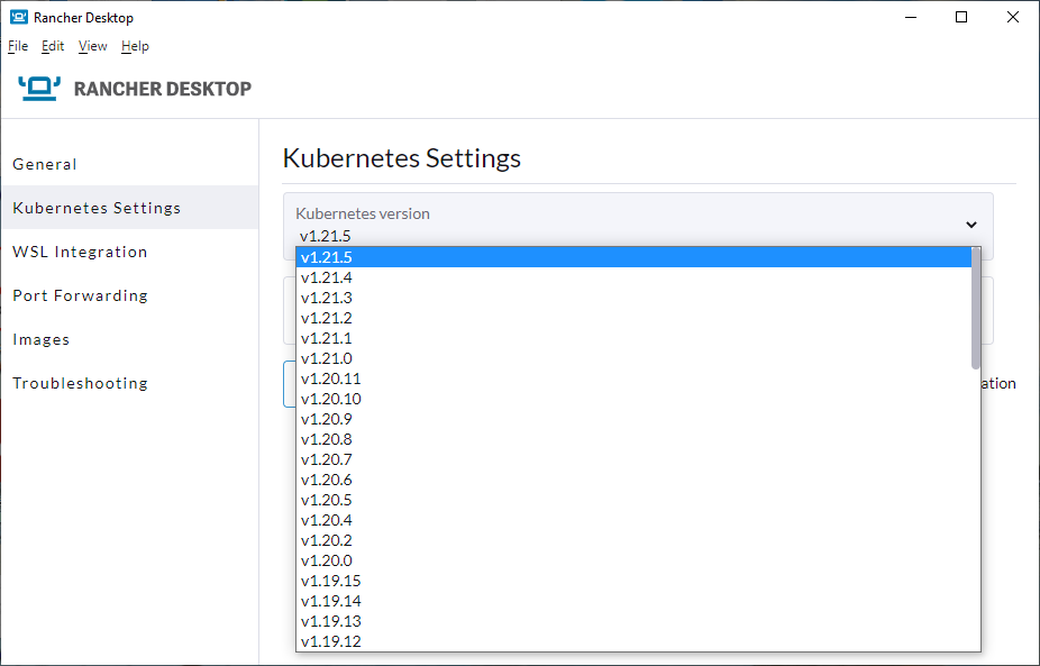 Rancher Desktop
File Edit View Help
RANCHER DESKTOP
General
Kubernetes Settings
WSL Integration
Port Forwarding
Images
Troubleshooting
Kubernetes Settings
Kubernetes version
v1.21.5
v1.21.5
v1.21.4
v1.21.3
v1.21.2
v1.21.1
v1.21.0
v1.20.11
v1.20.10
v1.20.9
v1.20.8
v1.20.7
v1.20.6
v1.20.5
v1.20.4
v1.20.2
v1.20.0
v1.19.15
v1.19.14
v1.19.13
v1.19.12
ation